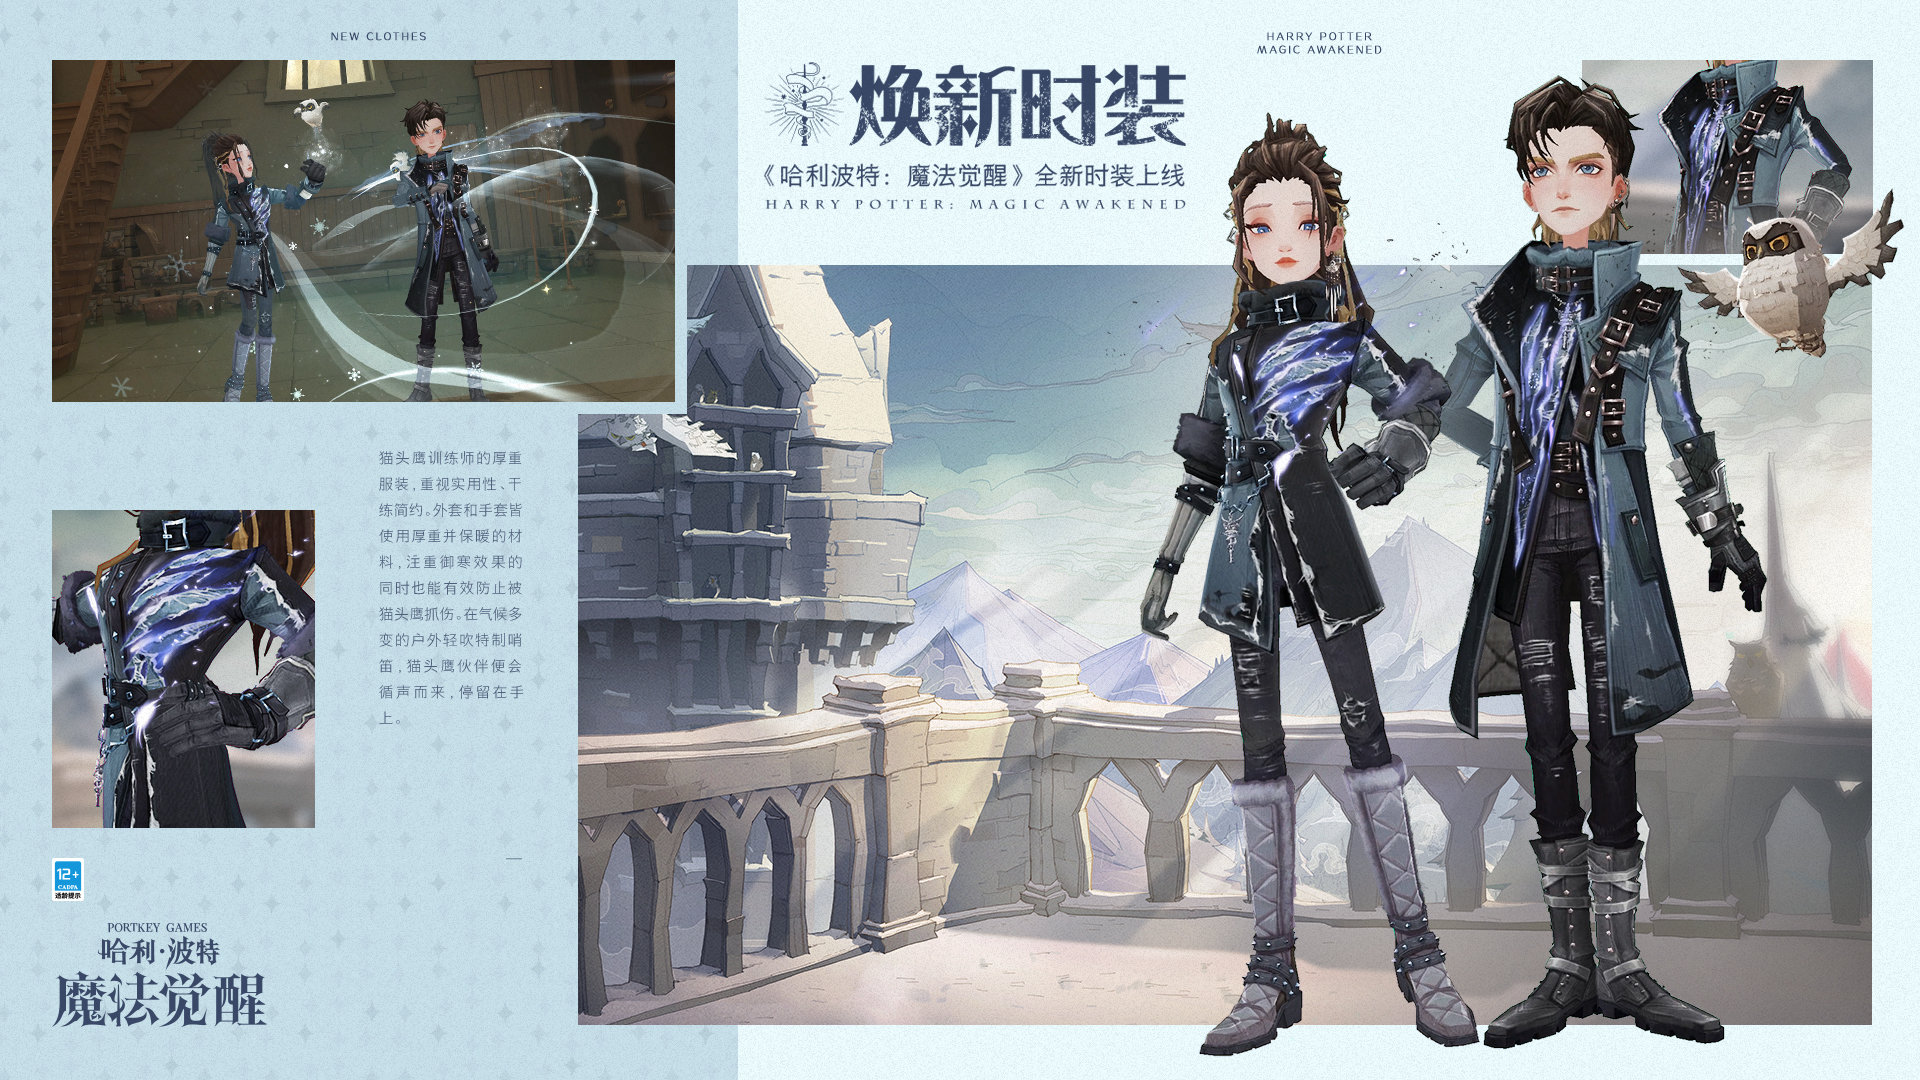 NEW CLOTHES
HARRY POTTER
MAGIC AWAKENED
焕新时装
《哈利波特：魔法觉醒》全新时装上线
HARRY POTTER: MAGIC AWAKENED
猫头鹰训练师的厚重
服装,重视实用性、干
练简约。外套和手套皆
使用厚重并保暖的材
料,注重御寒效果的
同时也能有效防止被
猫头鹰抓伤。在气候多
变的户外轻吹特制哨
笛,猫头鹰伙伴便会
循声而来,停留在手
上。
12+
CADPA
适龄提示
PORTKEY GAMES
哈利·波特
魔法觉醒